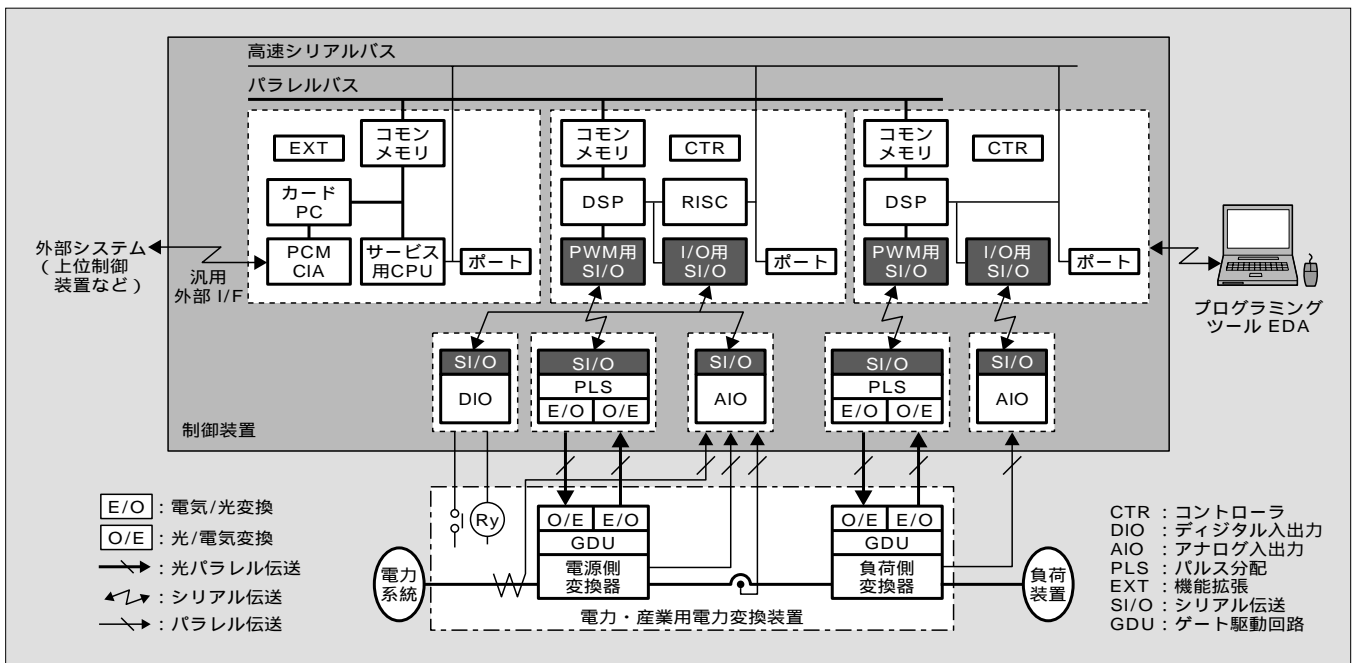 高速シリアルバス
パラレルバス
EXT
コモン
メモリ
カード
PC
PCM
CIA
サービス
用CPU
ポート
コモン
メモリ
CTR
DSP
RISC
PWM用
SI/O
I/O用
SI/O
ポート
コモン
メモリ
CTR
DSP
PWM用
SI/O
I/O用
SI/O
ポート
外部システム
(上位制御
装置など)
汎用
外部 I/F
プログラミング
ツール EDA
SI/O
DIO
SI/O
PLS
E/O
O/E
SI/O
AIO
SI/O
PLS
E/O
O/E
SI/O
AIO
制御装置
Ry
O/E
E/O
GDU
電源側
変換器
O/E
E/O
GDU
負荷側
変換器
電力
系統
負荷
装置
電力・産業用電力変換装置
E/O:電気/光変換
O/E:光/電気変換
:光パラレル伝送
:シリアル伝送
:パラレル伝送
CTR:コントローラ
DIO:ディジタル入出力
AIO:アナログ入出力
PLS:パルス分配
EXT:機能拡張
SI/O:シリアル伝送
GDU:ゲート駆動回路